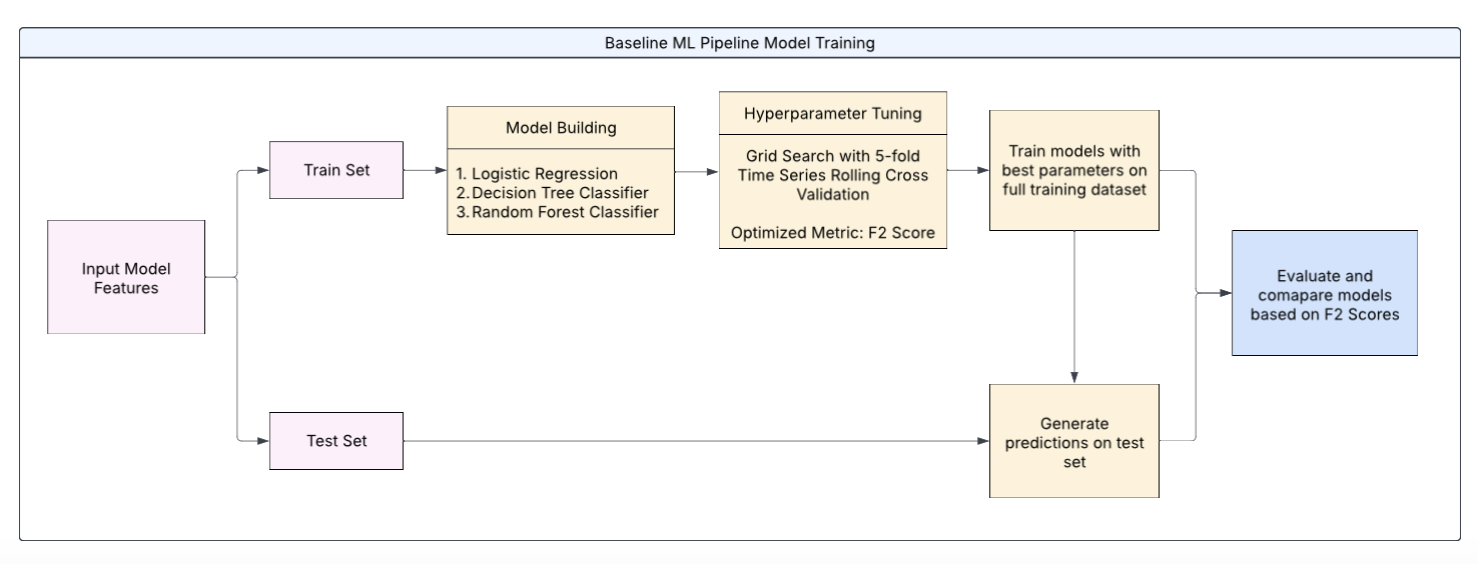 Baseline ML Pipeline Model Training
Input Model
Features
Train Set
Model Building
1. Logistic Regression
2. Decision Tree Classifier
3. Random Forest Classifier
Hyperparameter Tuning
Grid Search with 5-fold
Time Series Rolling Cross
Validation
Optimized Metric: F2 Score
Train models with
best parameters on
full training dataset
Test Set
Generate
predictions on test
set
Evaluate and
comapare models
based on F2 Scores